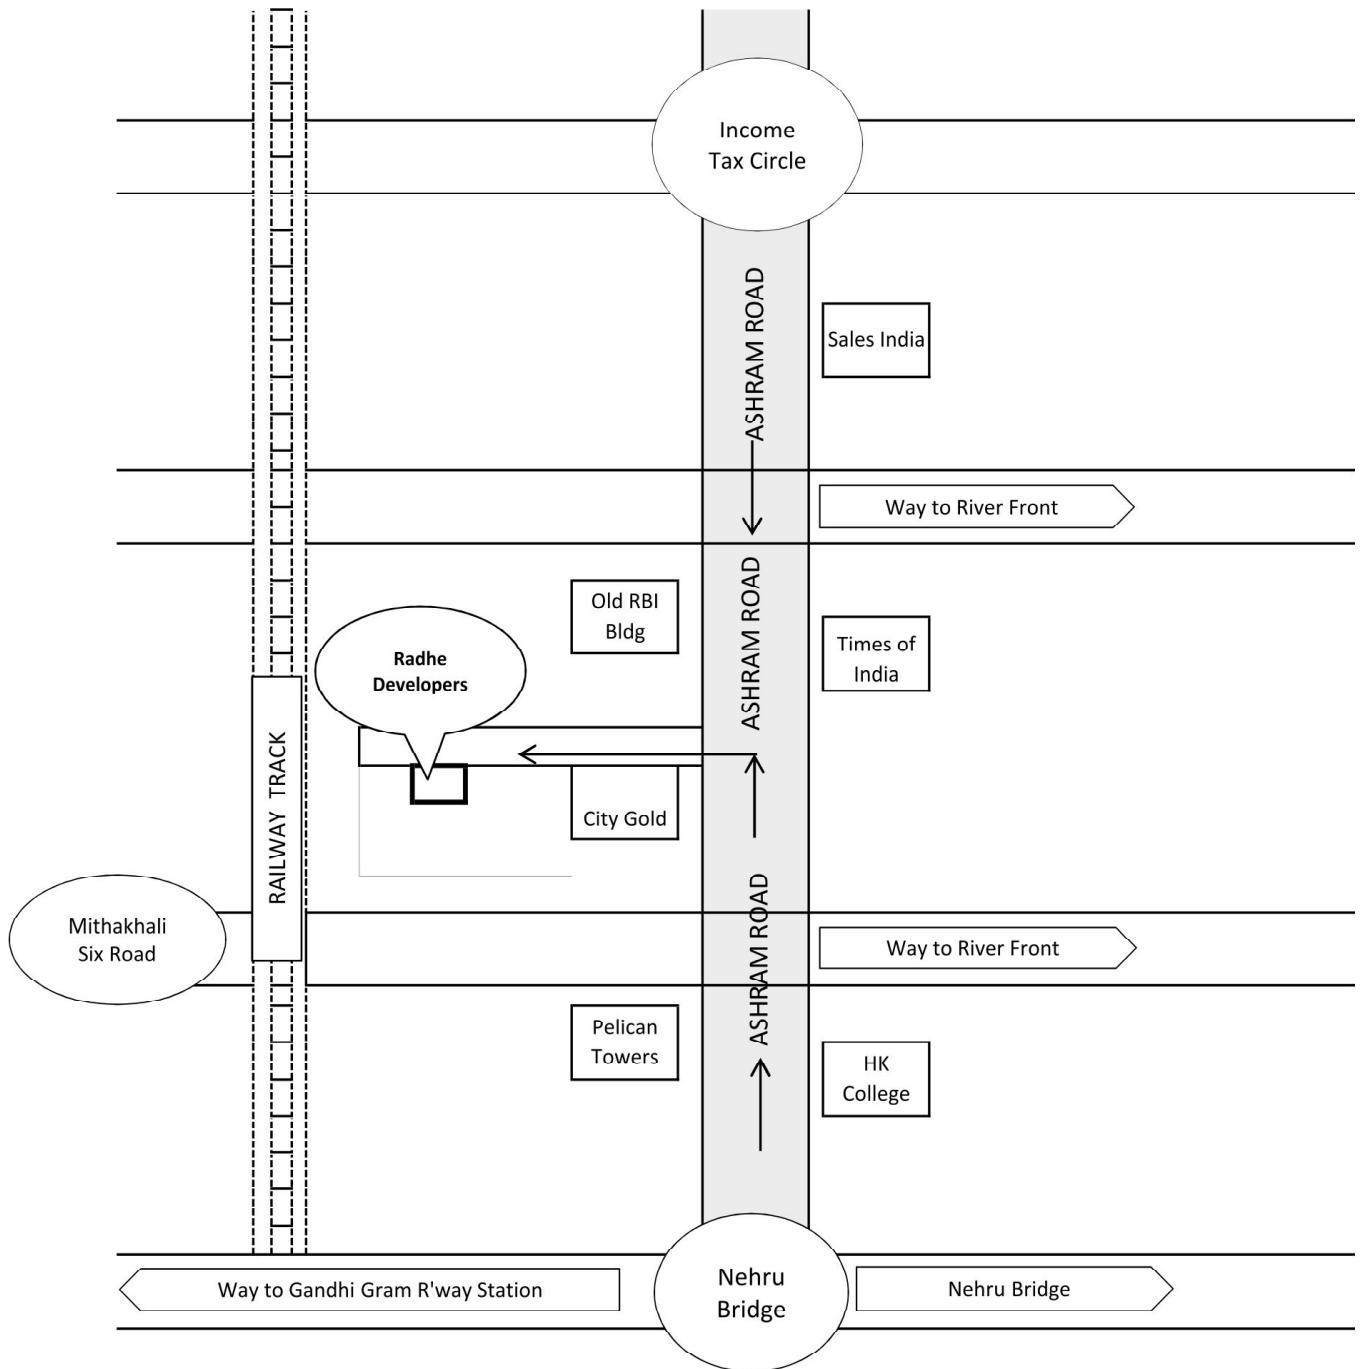 Income
Tax Circle
ASHRAM ROAD
Sales India
Way to River Front
Old RBI
Bldg
ASHRAM ROAD
Times of
India
Radhe
Developers
RAILWAY TRACK
City Gold
ASHRAM ROAD
Mithakhali
Six Road
Way to River Front
Pelican
Towers
HK
College
Way to Gandhi Gram R'way Station
Nehru
Bridge
Nehru Bridge